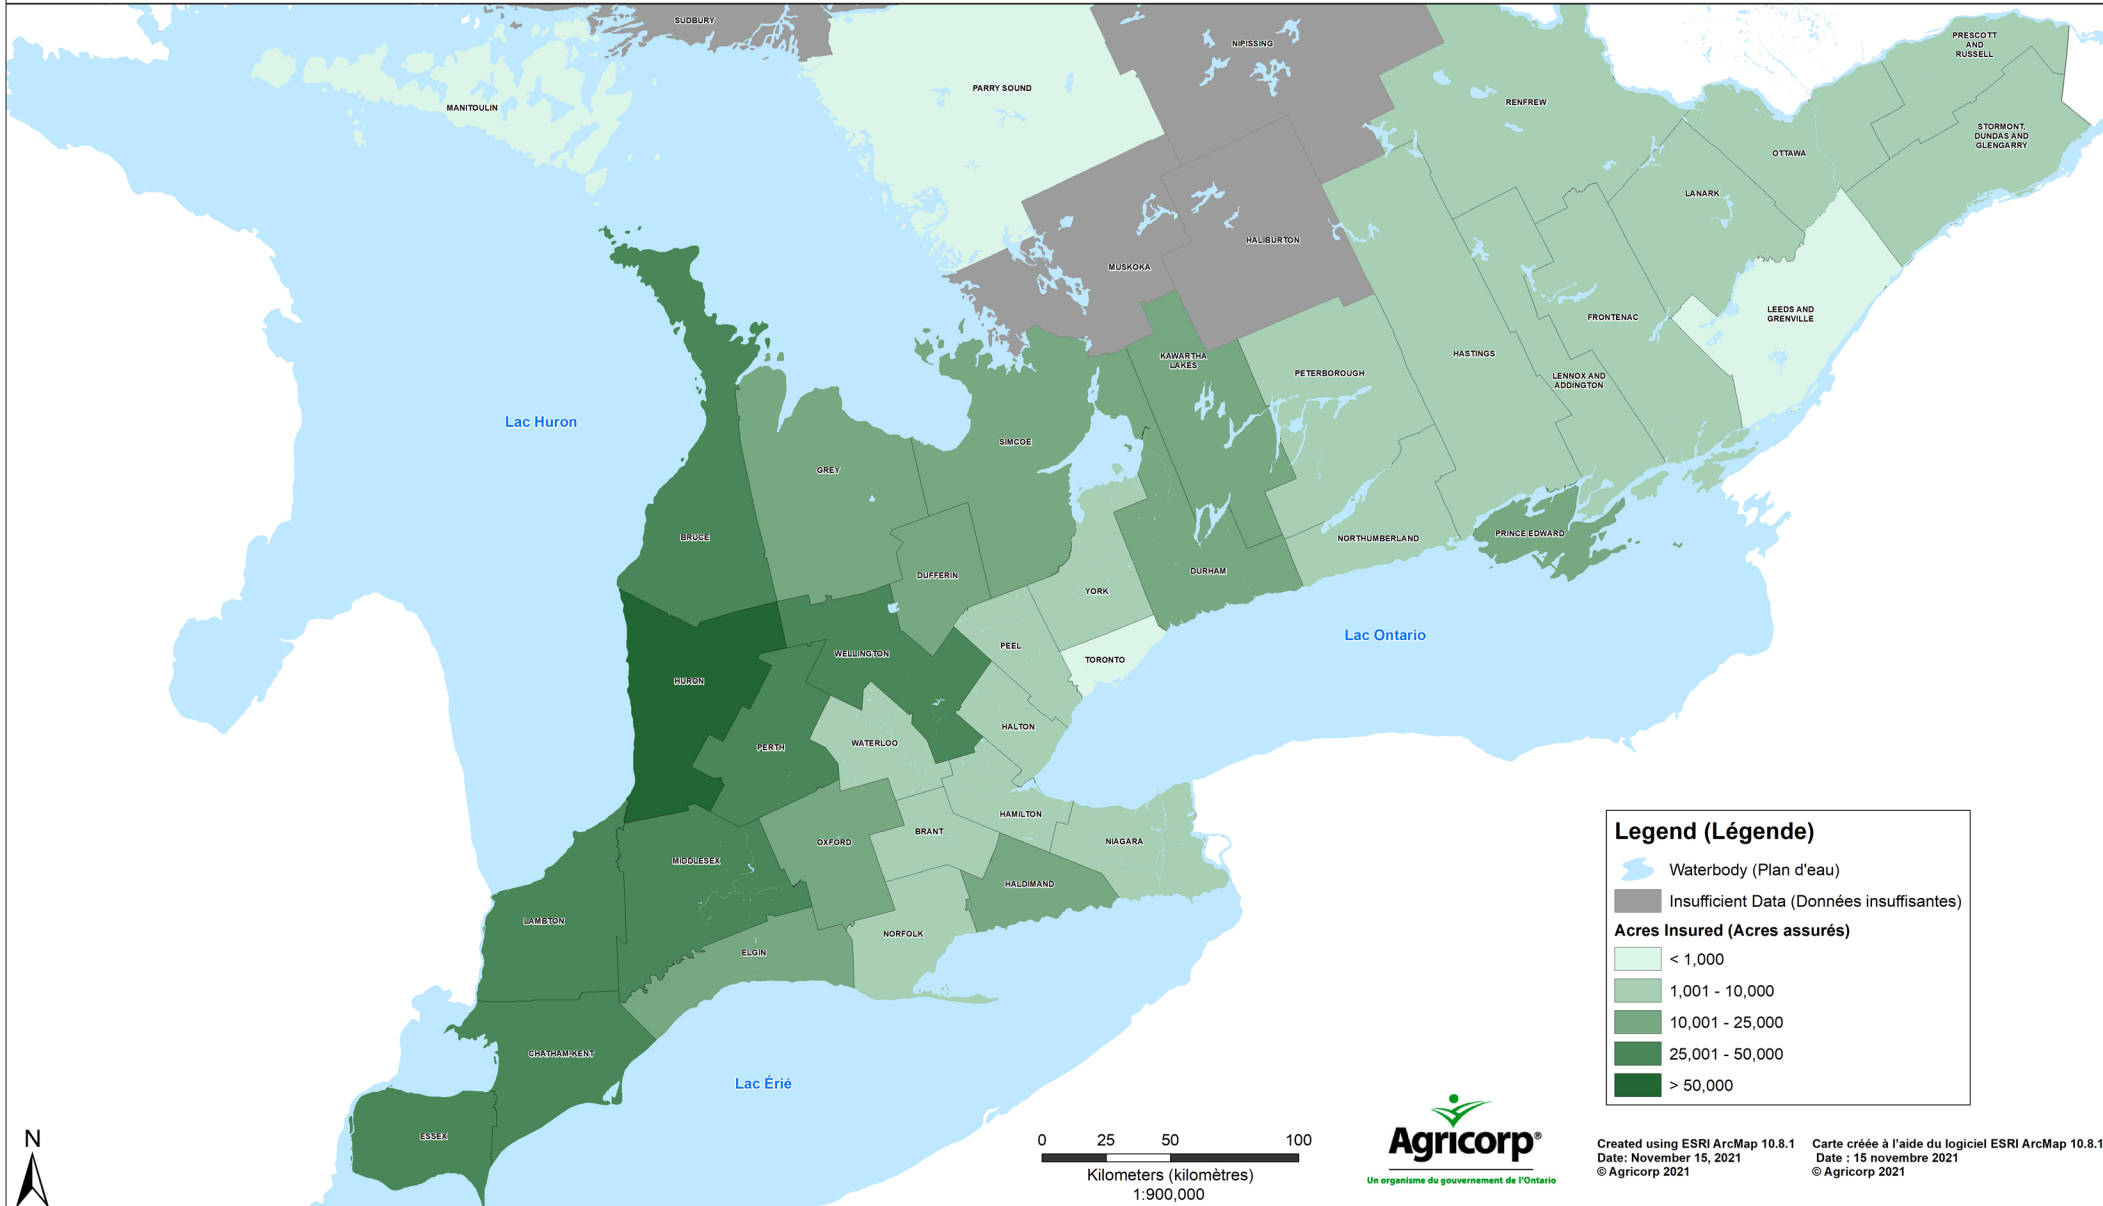 SUDBURY
NIPISSING
PRESCOTT
AND
RUSSELL
PARRY SOUND
MANITOULIN
RENFREW
STORMONT,
DUNDAS AND
GLENGARRY
OTTAWA
LANARK
HALIBURTON
MUSKOKA
LEEDS AND
GRENVILLE
FRONTENAC
KAWARTHA
LAKES
HASTINGS
PETERBOROUGH
LENNOX AND
ADDINGTON
Lac Huron
SIMCOE
GREY
BRUCE
PRINCE EDWARD
NORTHUMBERLAND
DUFFERIN
DURHAM
YORK
Lac Ontario
PEEL
WELLINGTON
TORONTO
HURON
HALTON
WATERLOO
PERTH
HAMILTON
BRANT
OXFORD
NIAGARA
MIDDLESEX
HALDIMAND
LAMBTON
NORFOLK
ELGIN
CHATHAM-KENT
Lac Érié
ESSEX
Legend (Légende)
Waterbody (Plan d'eau)
Insufficient Data (Données insuffisantes)
Acres Insured (Acres assurés)
< 1,000
1,001 - 10,000
10,001 - 25,000
25,001 - 50,000
> 50,000
N
0 25 50 100
Kilometers (kilomètres)
1:900,000
Agricorp®
Un organisme du gouvernement de l'Ontario
Created using ESRI ArcMap 10.8.1
Date: November 15, 2021
© Agricorp 2021
Carte créée à l'aide du logiciel ESRI ArcMap 10.8.1
Date : 15 novembre 2021
© Agricorp 2021